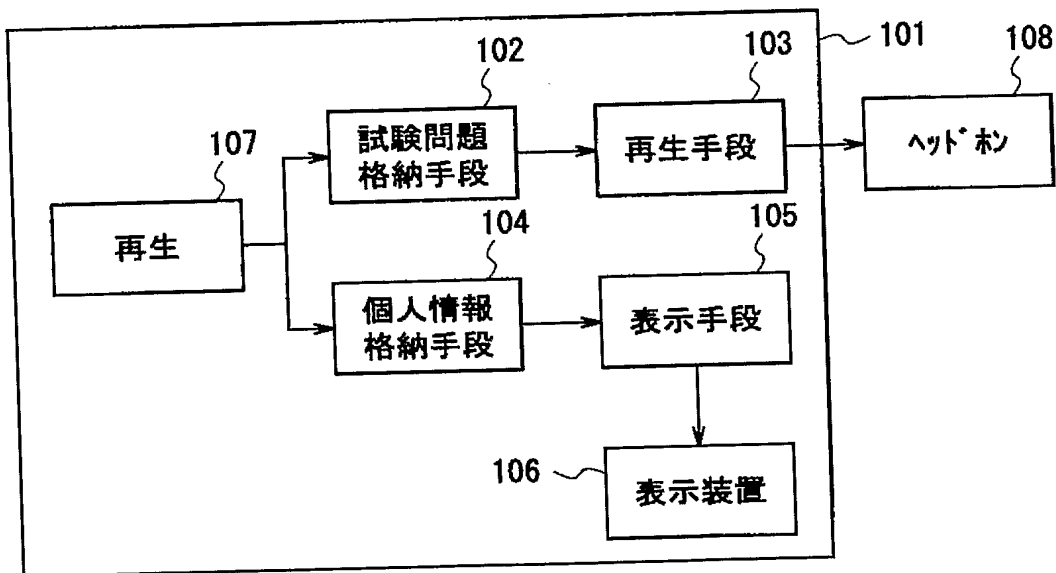 101
108
102
103
107
試験問題
格納手段
再生手段
ヘッドホン
再生
104
105
個人情報
格納手段
表示手段
106
表示装置